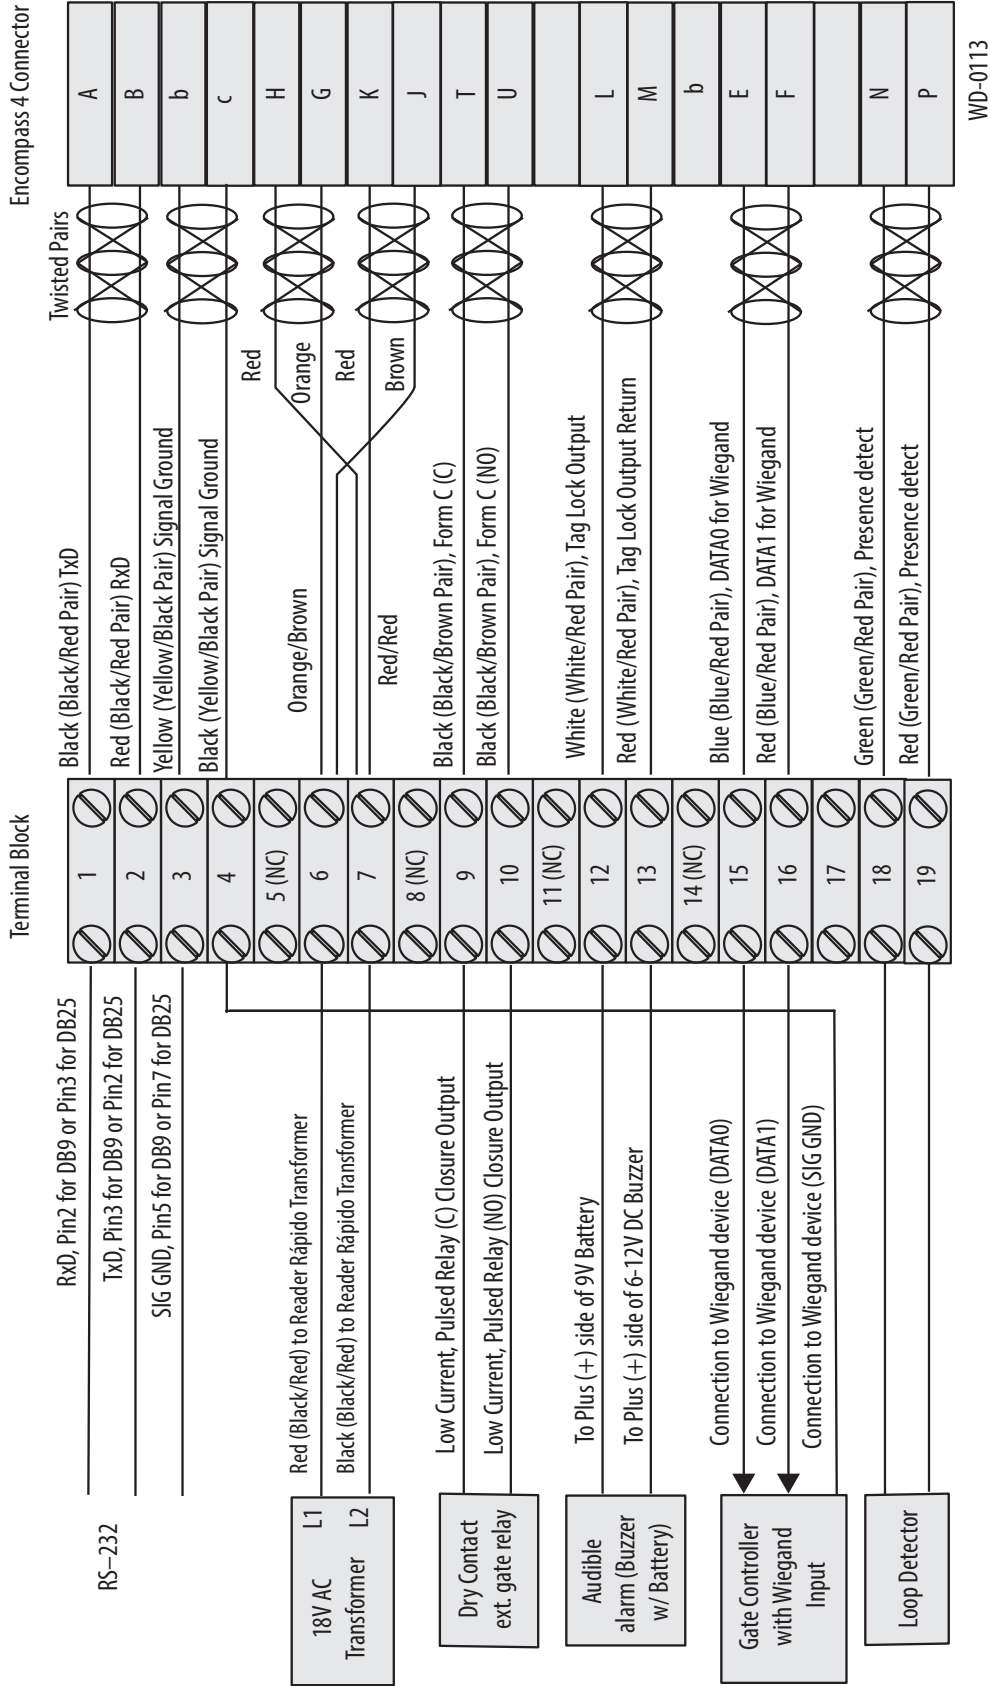 Encompass 4 Connector
A
B
b
c
H
G
K
J
T
U
L
M
b
E
F
N
P
WD-0113
Twisted Pairs
Red
Orange
Red
Brown
Black (Black/Red Pair) TxD
Red (Black/Red Pair) RxD
Yellow (Yellow/Black Pair) Signal Ground
Black (Yellow/Black Pair) Signal Ground
Orange/Brown
Red/Red
Black (Black/Brown Pair), Form C (C)
Black (Black/Brown Pair), Form C (NO)
White (White/Red Pair), Tag Lock Output
Red (White/Red Pair), Tag Lock Output Return
Blue (Blue/Red Pair), DATA0 for Wiegand
Red (Blue/Red Pair), DATA1 for Wiegand
Green (Green/Red Pair), Presence detect
Red (Green/Red Pair), Presence detect
Terminal Block
1
2
3
4
5 (NC)
6
7
8 (NC)
9
10
11 (NC)
12
13
14 (NC)
15
16
17
18
19
RxD, Pin2 for DB9 or Pin3 for DB25
TxD, Pin3 for DB9 or Pin2 for DB25
SIG GND, Pin5 for DB9 or Pin7 for DB25
Red (Black/Red) to Reader Rápido Transformer
Black (Black/Red) to Reader Rápido Transformer
Low Current, Pulsed Relay (C) Closure Output
Low Current, Pulsed Relay (NO) Closure Output
To Plus (+) side of 9V Battery
To Plus (+) side of 6-12V DC Buzzer
Connection to Wiegand device (DATA0)
Connection to Wiegand device (DATA1)
Connection to Wiegand device (SIG GND)
RS–232
L1
L2
18V AC
Transformer
Dry Contact
ext. gate relay
Audible
alarm (Buzzer
w/ Battery)
Gate Controller
with Wiegand
Input
Loop Detector